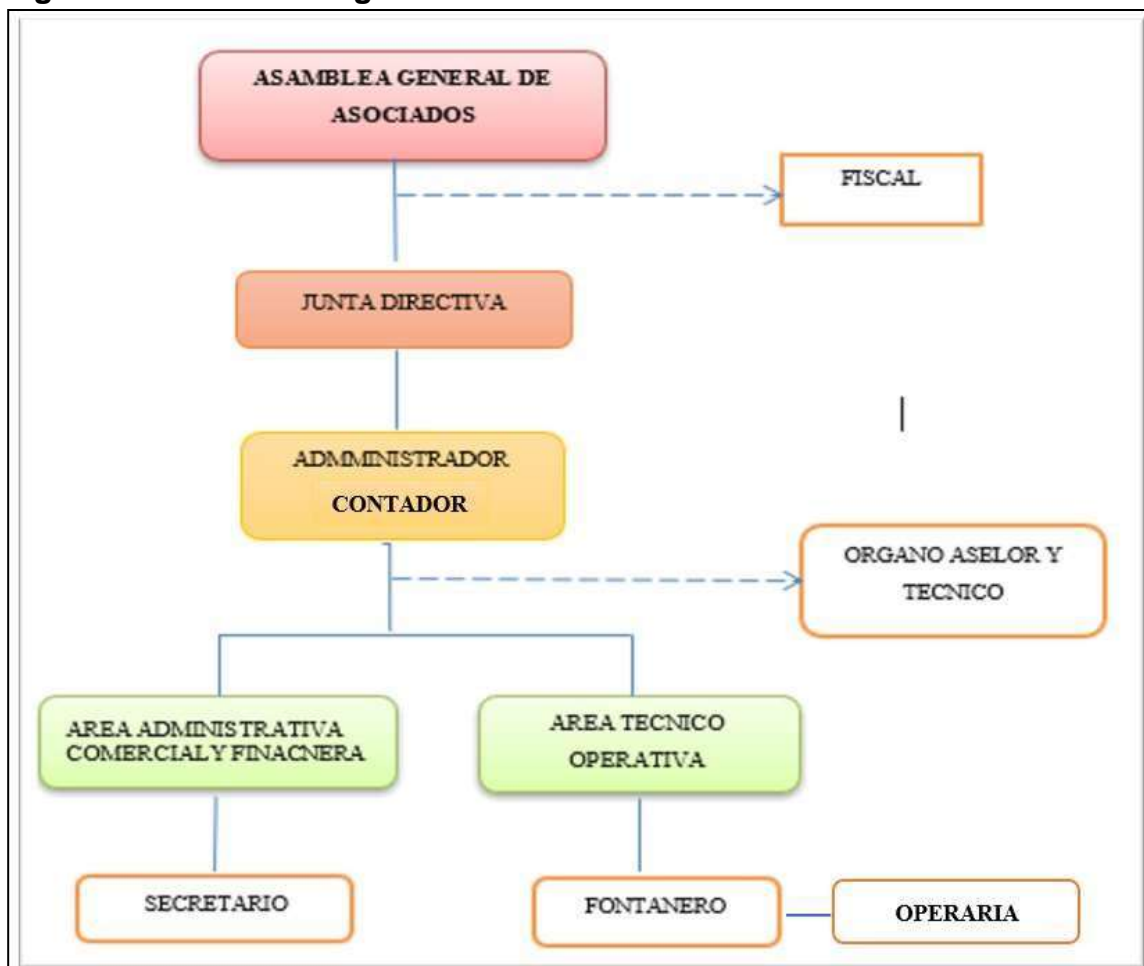 ASAMBLEA GENERAL DE
ASOCIADOS
FISCAL
JUNTA DIRECTIVA
ADMMINISTRADOR
CONTADOR
ORGANO ASELOR Y
TECNICO
AREA ADMINISTRATIVA
COMERCIAL Y FINACNERA
AREA TECNICO
OPERATIVA
SECRETARIO
FONTANERO
OPERARIA